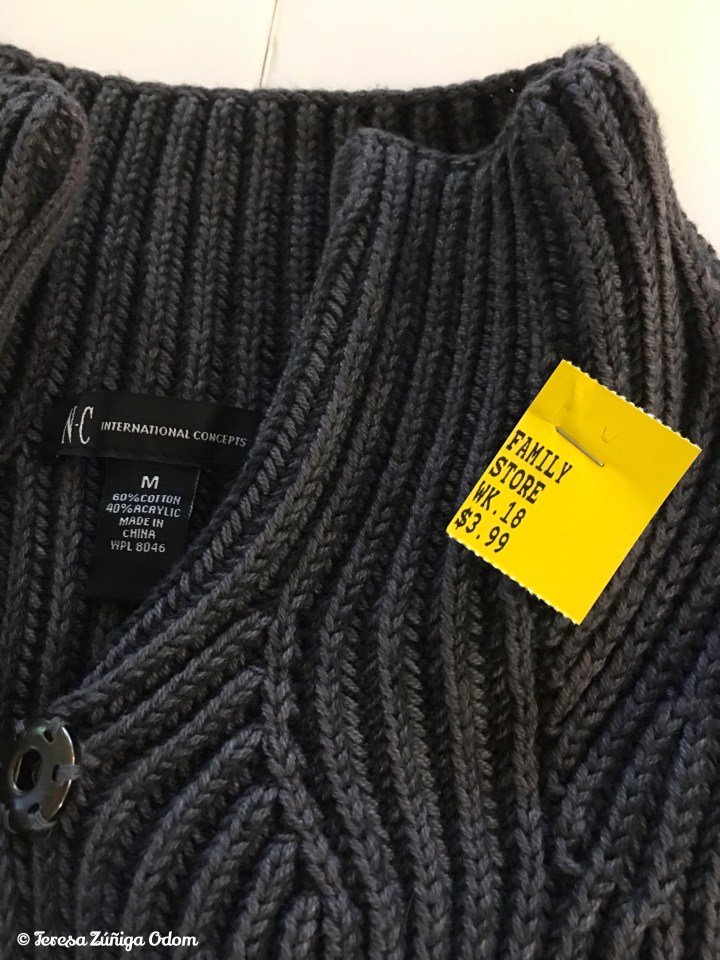 N·C INTERNATIONAL CONCEPTS
M
60%COTTON
40%ACRYLIC
MADE IN
CHINA
WPL 8046
FAMILY
STORE
WK.18
$3.99
© Teresa Zúñiga Odom